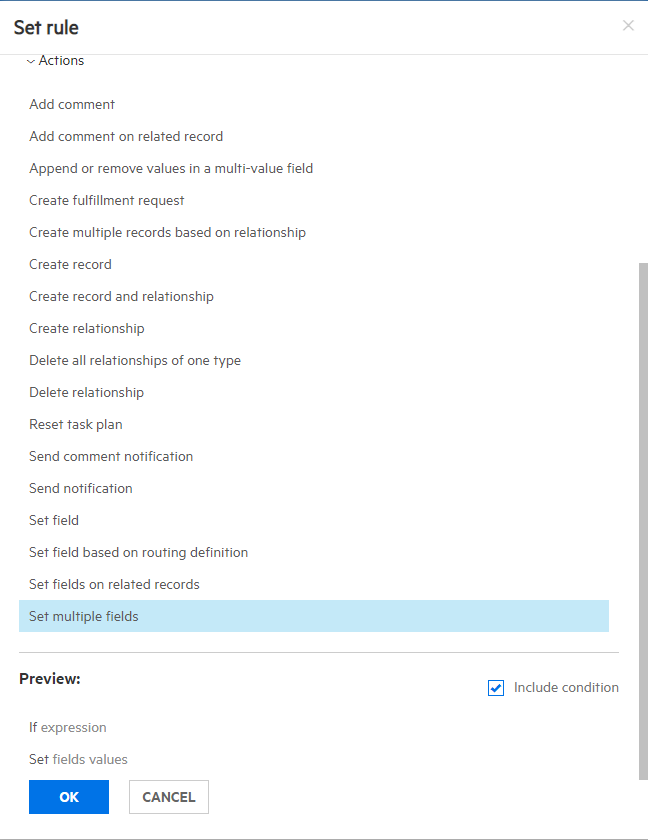 Set rule
Actions
Add comment
Add comment on related record
Append or remove values in a multi-value field
Create fulfillment request
Create multiple records based on relationship
Create record
Create record and relationship
Create relationship
Delete all relationships of one type
Delete relationship
Reset task plan
Send comment notification
Send notification
Set field
Set field based on routing definition
Set fields on related records
Set multiple fields
Preview:
Include condition
If expression
Set fields values
OK CANCEL